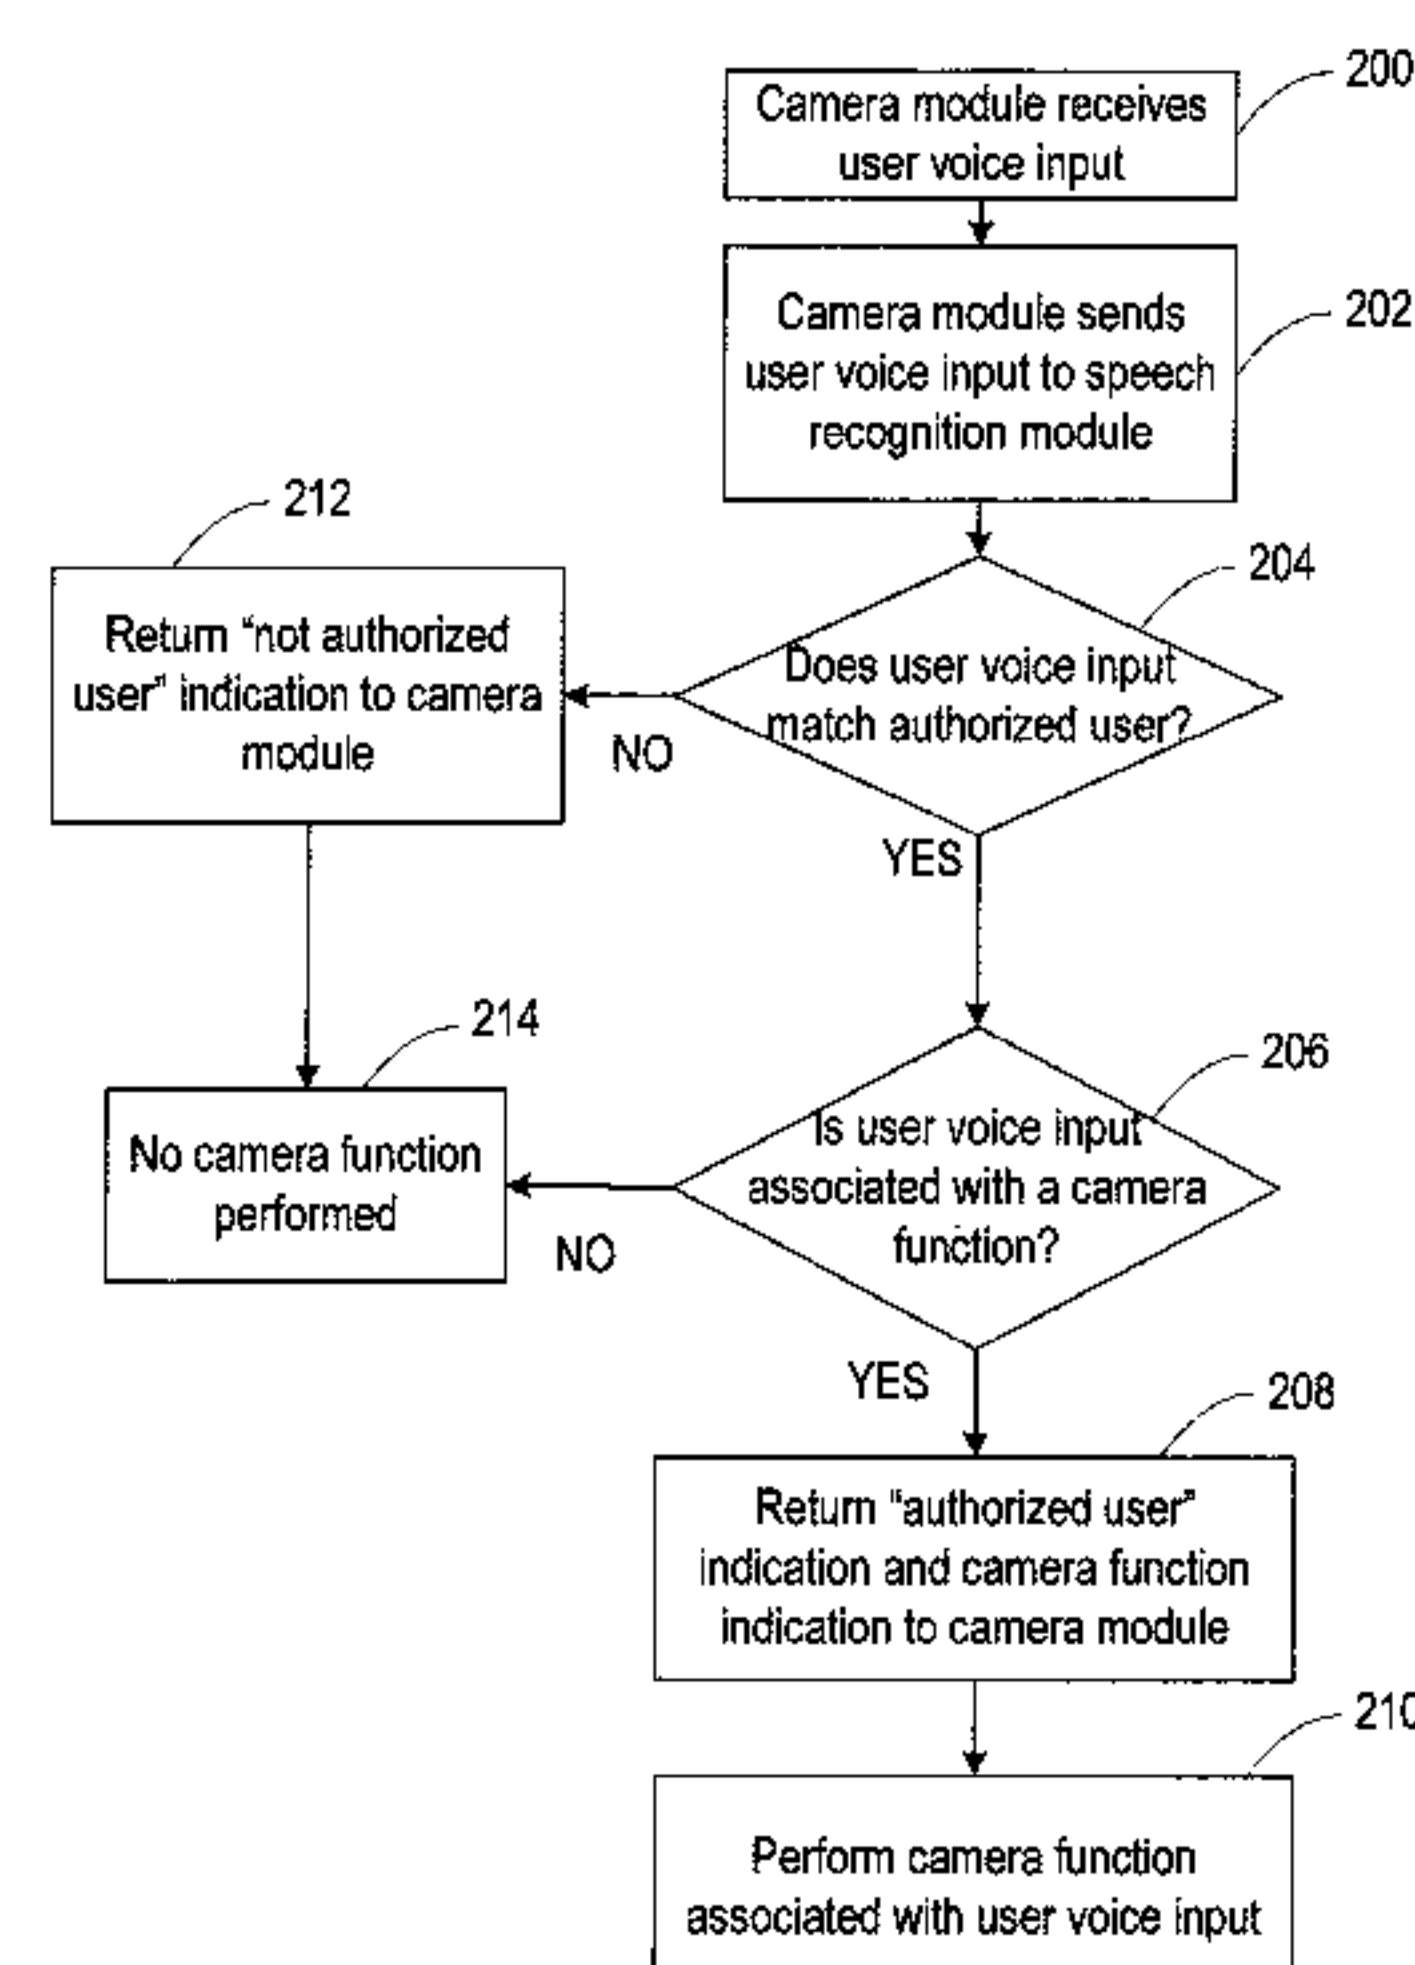 200
Camera module receives
user voice input
202
Camera module sends
user voice input to speech
recognition module
212
204
Return “not authorized
user” indication to camera
module
Does user voice input
match authorized user?
NO
YES
214
206
No camera function
performed
Is user voice input
associated with a camera
function?
NO
YES
208
Return “authorized user”
indication and camera function
indication to camera module
210
Perform camera function
associated with user voice input